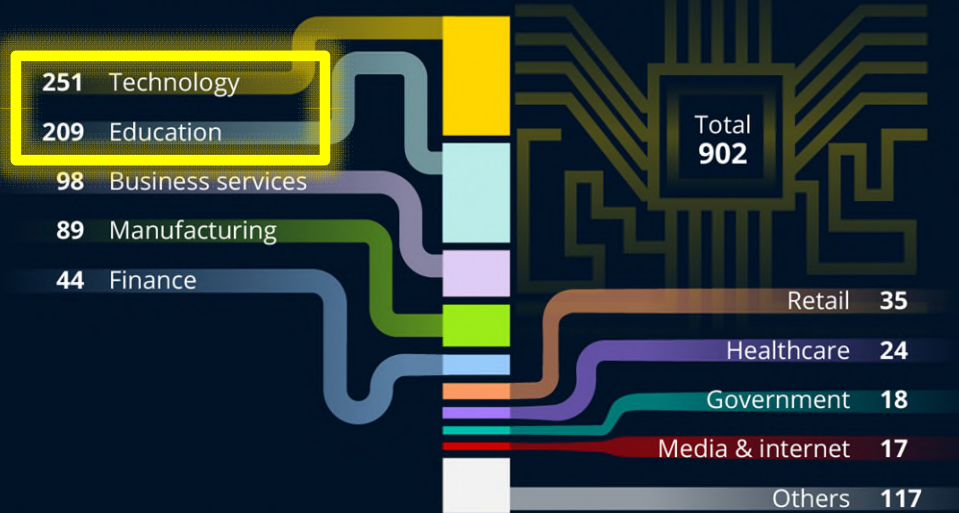 251 Technology
209 Education
98 Business services
89 Manufacturing
44 Finance
Total
902
Retail 35
Healthcare 24
Government 18
Media & internet 17
Others 117